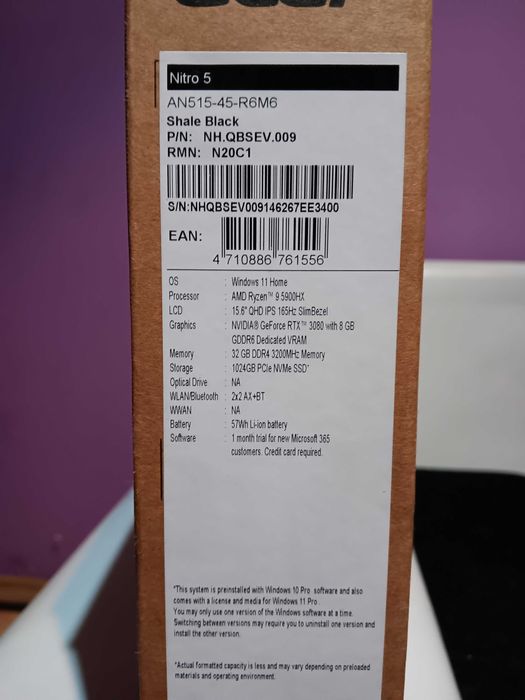 acer
Nitro 5
AN515-45-R6M6
Shale Black
P/N: NH.QBSEV.009
RMN: N20C1
S/N:NHQBSEV009146267EE3400
EAN:
4 710886 761556
OS : Windows 11 Home
Processor : AMD Ryzen™ 9 5900HX
LCD : 15.6" QHD IPS 165Hz SlimBezel
Graphics : NVIDIA® GeForce RTX™ 3080 with 8 GB
GDDR6 Dedicated VRAM
Memory : 32 GB DDR4 3200MHz Memory
Storage : 1024GB PCIe NVMe SSD*
Optical Drive : NA
WLAN/Bluetooth : 2x2 AX+BT
WWAN : NA
Battery : 57Wh Li-ion battery
Software : 1 month trial for new Microsoft 365
customers. Credit card required.
*This system is preinstalled with Windows 10 Pro software and also
comes with a license and media for Windows 11 Pro.
You may only use one version of the Windows software at a time.
Switching between versions may require you to uninstall one version and
install the other version.
*Actual formatted capacity is less and may vary depending on preloaded
materials and operating environment.